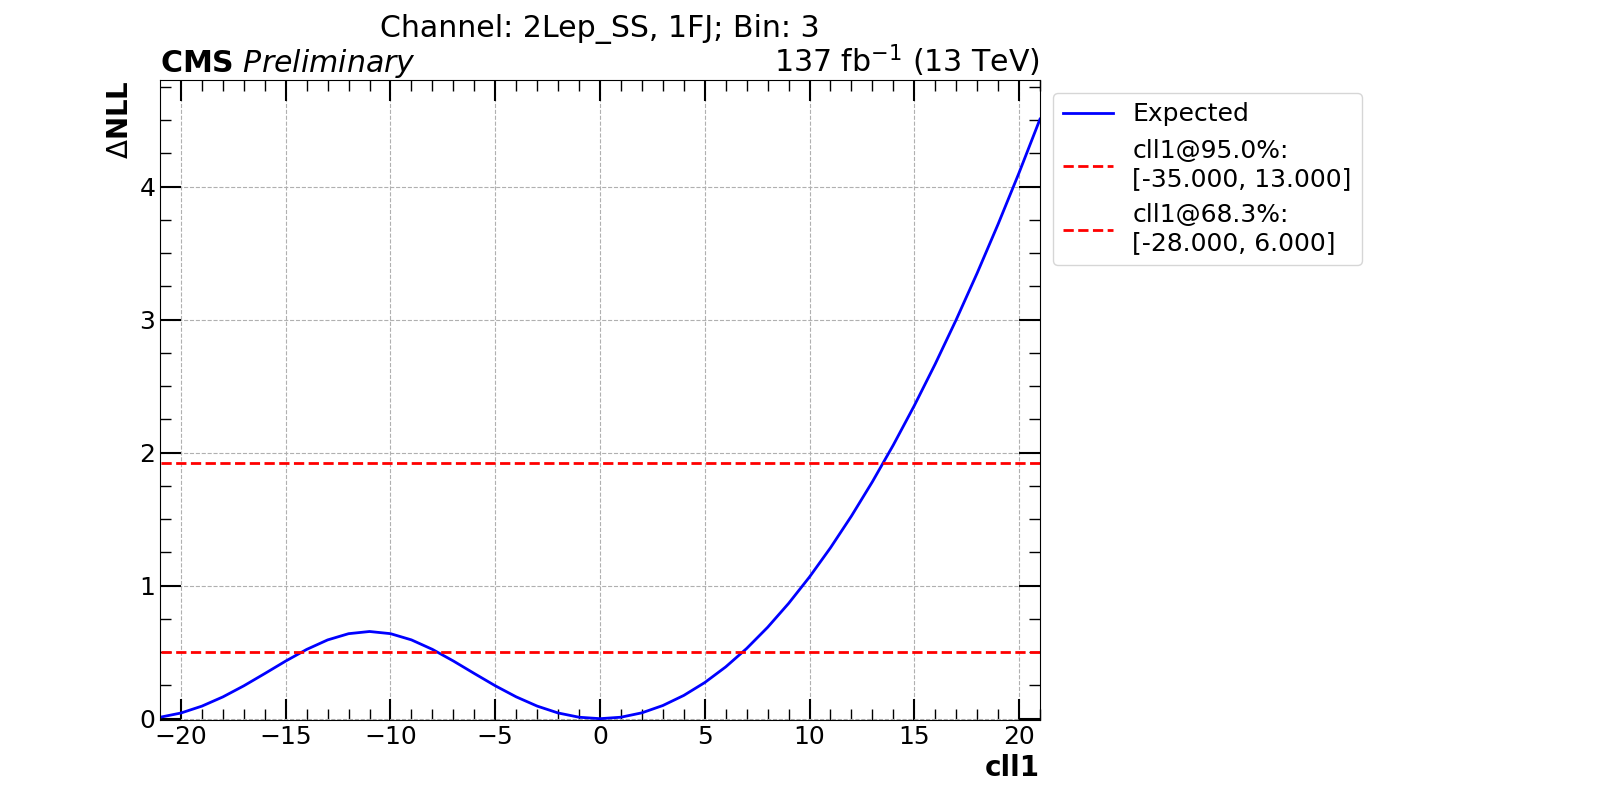 Channel: 2Lep_SS, 1FJ; Bin: 3
CMS Preliminary
137 fb⁻¹ (13 TeV)
ΔNLL
4
3
2
1
0
−20 −15 −10 −5 0 5 10 15 20
cll1
Expected
cll1@95.0%:
[-35.000, 13.000]
cll1@68.3%:
[-28.000, 6.000]